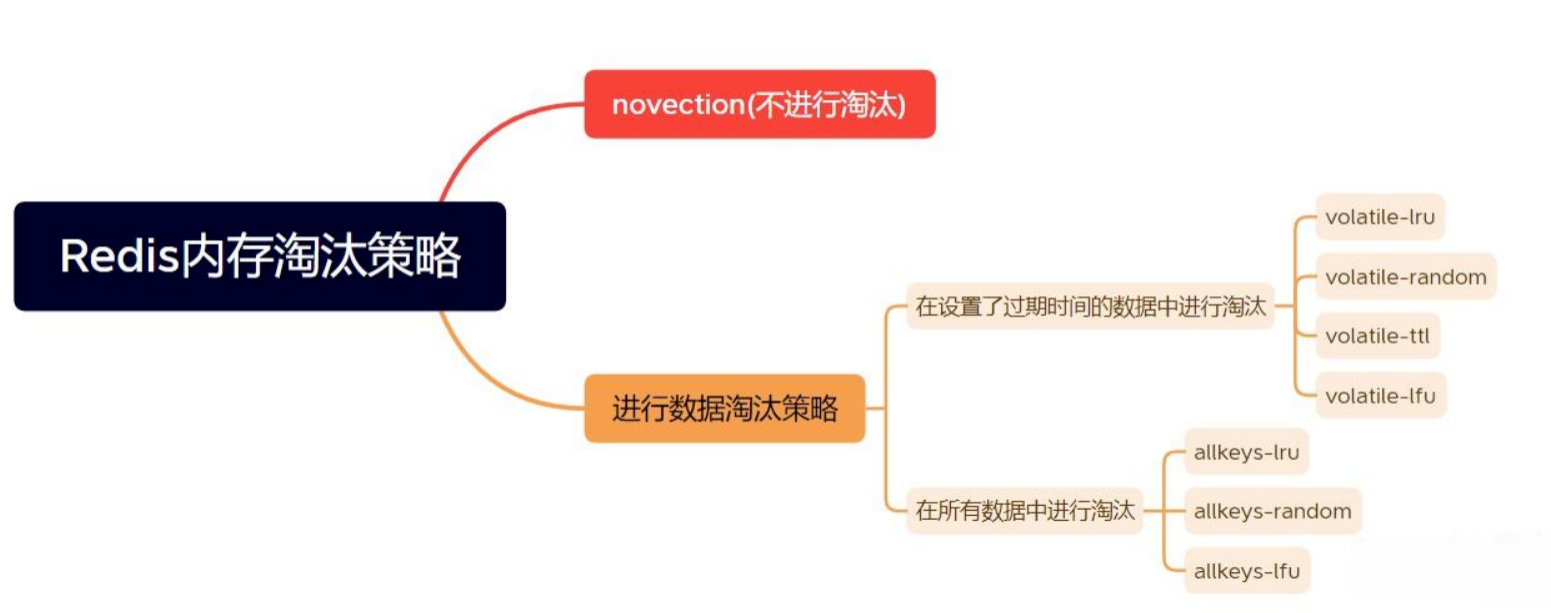 novection(不进行淘汰)
Redis内存淘汰策略
volatile-lru
volatile-random
在设置了过期时间的数据中进行淘汰
volatile-ttl
volatile-lfu
进行数据淘汰策略
allkeys-lru
在所有数据中进行淘汰
allkeys-random
allkeys-lfu